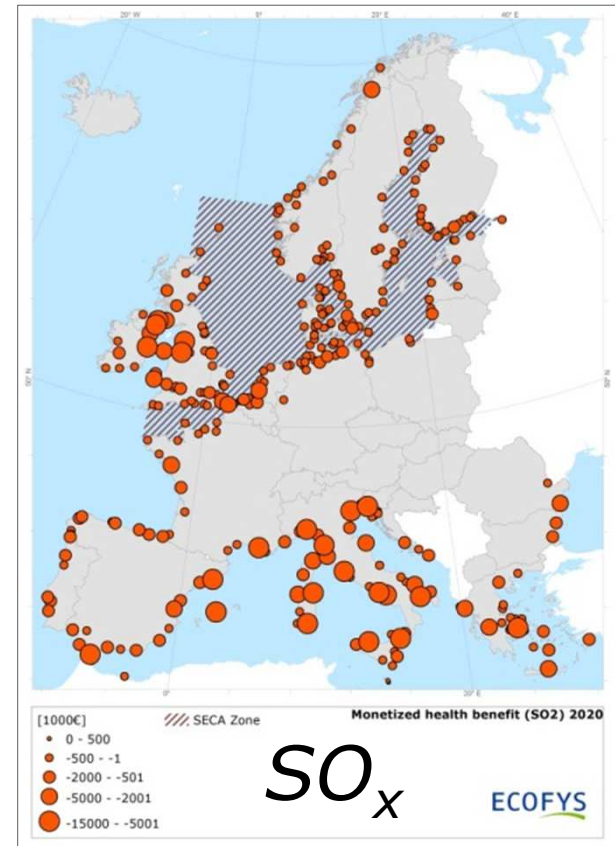 20° W 0° 20° E 40° E
50° N 50° N
0° 20° E
[1000€]
SECA Zone
Monetized health benefit (SO2) 2020
0 - 500
-500 - -1
-2000 - -501
-5000 - -2001
-15000 - -5001
SOx
ECOFYS